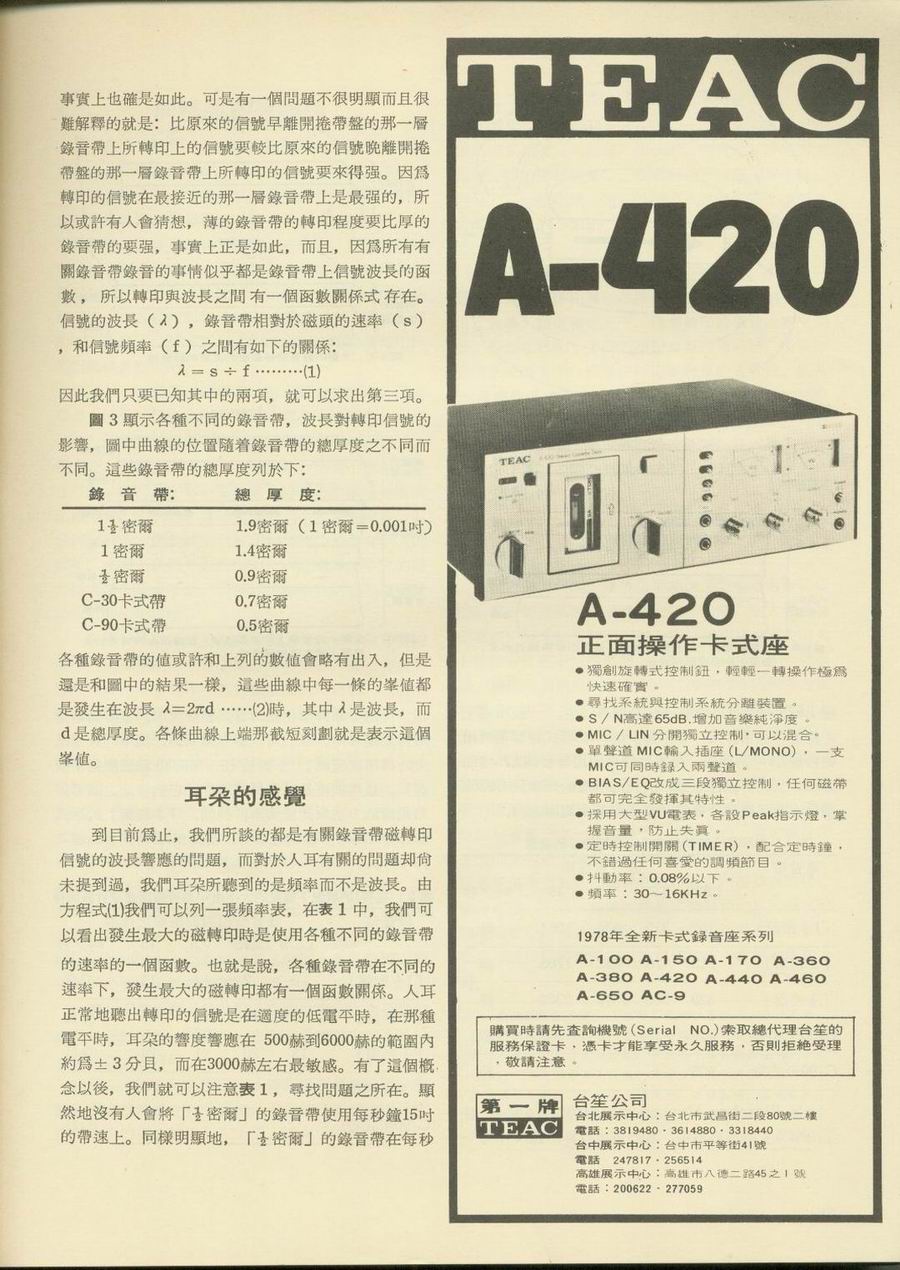 事實上也確是如此。可是有一個問題不很明顯而且很
難解釋的就是：比原來的信號早離開捲帶盤的那一層
錄音帶上所轉印上的信號要較比原來的信號晚離開捲
帶盤的那一層錄音帶上所轉印的信號要來得强。因爲
轉印的信號在最接近的那一層錄音帶上是最强的，所
以或許有人會猜想，薄的錄音帶的轉印程度要比厚的
錄音帶的要强，事實上正是如此，而且，因爲所有有
關錄音帶錄音的事情似乎都是錄音帶上信號波長的函
數，所以轉印與波長之間有一個函數關係式存在。
信號的波長（λ），錄音帶相對於磁頭的速率（s）
，和信號頻率（f）之間有如下的關係：
λ＝s÷f………(1)
因此我們只要已知其中的兩項，就可以求出第三項。
圖3顯示各種不同的錄音帶，波長對轉印信號的
影響，圖中曲線的位置隨着錄音帶的總厚度之不同而
不同。這些錄音帶的總厚度列於下：
錄音帶： 總厚度：
1½密爾 1.9密爾（1密爾＝0.001吋）
1密爾 1.4密爾
½密爾 0.9密爾
C-30卡式帶 0.7密爾
C-90卡式帶 0.5密爾
各種錄音帶的值或許和上列的數值會略有出入，但是
還是和圖中的結果一樣，這些曲線中每一條的峯值都
是發生在波長 λ=2πd ……(2)時，其中λ是波長，而
d是總厚度。各條曲線上端那截短刻劃就是表示這個
峯值。
耳朶的感覺
到目前爲止，我們所談的都是有關錄音帶磁轉印
信號的波長響應的問題，而對於人耳有關的問題却尙
未提到過，我們耳朶所聽到的是頻率而不是波長。由
方程式(1)我們可以列一張頻率表，在表1中，我們可
以看出發生最大的磁轉印時是使用各種不同的錄音帶
的速率的一個函數。也就是說，各種錄音帶在不同的
速率下，發生最大的磁轉印都有一個函數關係。人耳
正常地聽出轉印的信號是在適度的低電平時，在那種
電平時，耳朶的響度響應在 500赫到6000赫的範圍內
約爲±3分貝，而在3000赫左右最敏感。有了這個槪
念以後，我們就可以注意表1，尋找問題之所在。顯
然地沒有人會將「½密爾」的錄音帶使用每秒鐘15吋
的帶速上。同樣明顯地，「½密爾」的錄音帶在每秒
TEAC
A-420
TEAC A-420 Stereo Cassette Deck
A-420
正面操作卡式座
●獨創旋轉式控制鈕，輕輕一轉操作極爲
快速確實。
●尋找系統與控制系統分離裝置。
●S／N高達65dB.增加音樂純淨度。
●MIC／LIN分開獨立控制，可以混合。
●單聲道MIC輸入插座（L/MONO），一支
MIC可同時錄入兩聲道。
●BIAS/EQ改成三段獨立控制，任何磁帶
都可完全發揮其特性。
●採用大型VU電表，各設Peak指示燈，掌
握音量，防止失眞。
●定時控制開關(TIMER)，配合定時鐘，
不錯過任何喜愛的調頻節目。
●抖動率：0.08%以下。
●頻率：30～16KHz。
1978年全新卡式錄音座系列
A-100 A-150 A-170 A-360
A-380 A-420 A-440 A-460
A-650 AC-9
購買時請先查詢機號(Serial NO.)索取總代理台笙的
服務保證卡，憑卡才能享受永久服務，否則拒絕受理
，敬請注意。
第一牌
TEAC
台笙公司
台北展示中心：台北市武昌街二段80號二樓
電話：3819480・3614880・3318440
台中展示中心：台中市平等街41號
電話 247817・256514
高雄展示中心：高雄市八德二路45之1號
電話：200622・277059